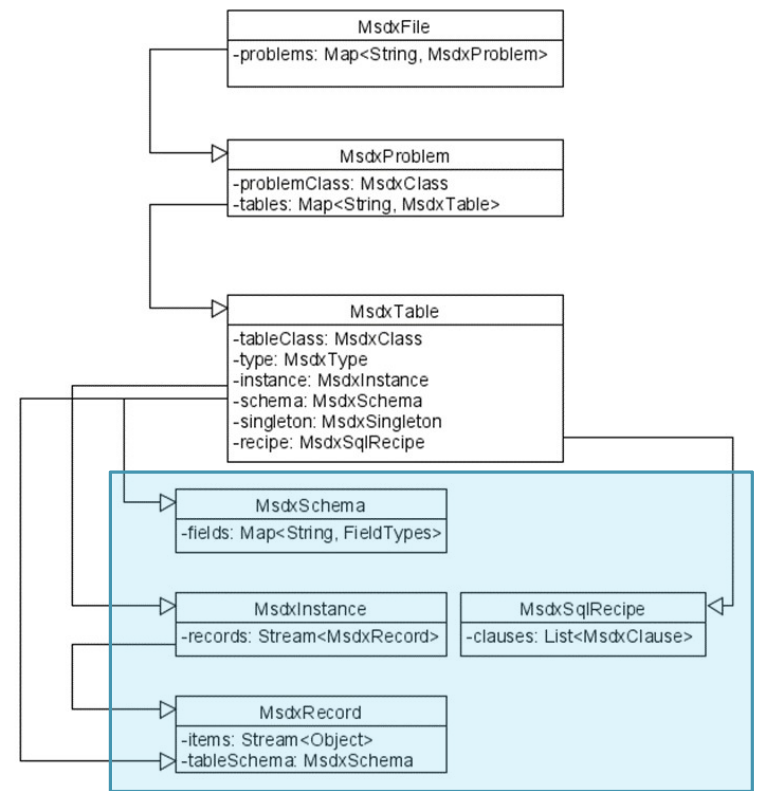 MsdxFile
-problems: Map<String, MsdxProblem>
MsdxProblem
-problemClass: MsdxClass
-tables: Map<String, MsdxTable>
MsdxTable
-tableClass: MsdxClass
-type: MsdxType
-instance: MsdxInstance
-schema: MsdxSchema
-singleton: MsdxSingleton
-recipe: MsdxSqlRecipe
MsdxSchema
-fields: Map<String, FieldTypes>
MsdxInstance
-records: Stream<MsdxRecord>
MsdxSqlRecipe
-clauses: List<MsdxClause>
MsdxRecord
-items: Stream<Object>
-tableSchema: MsdxSchema